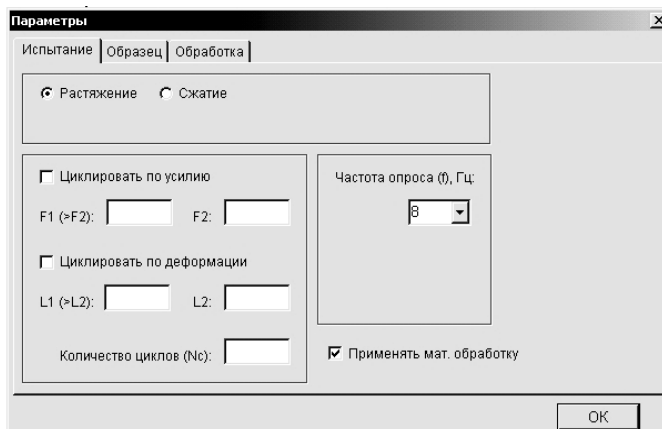 Параметры
Испытание Образец Обработка
Растяжение Сжатие
Циклировать по усилию
F1 (>F2): F2:
Циклировать по деформации
L1 (>L2): L2:
Количество циклов (Nc):
Частота опроса (f), Гц:
8
Применять мат. обработку
ОК